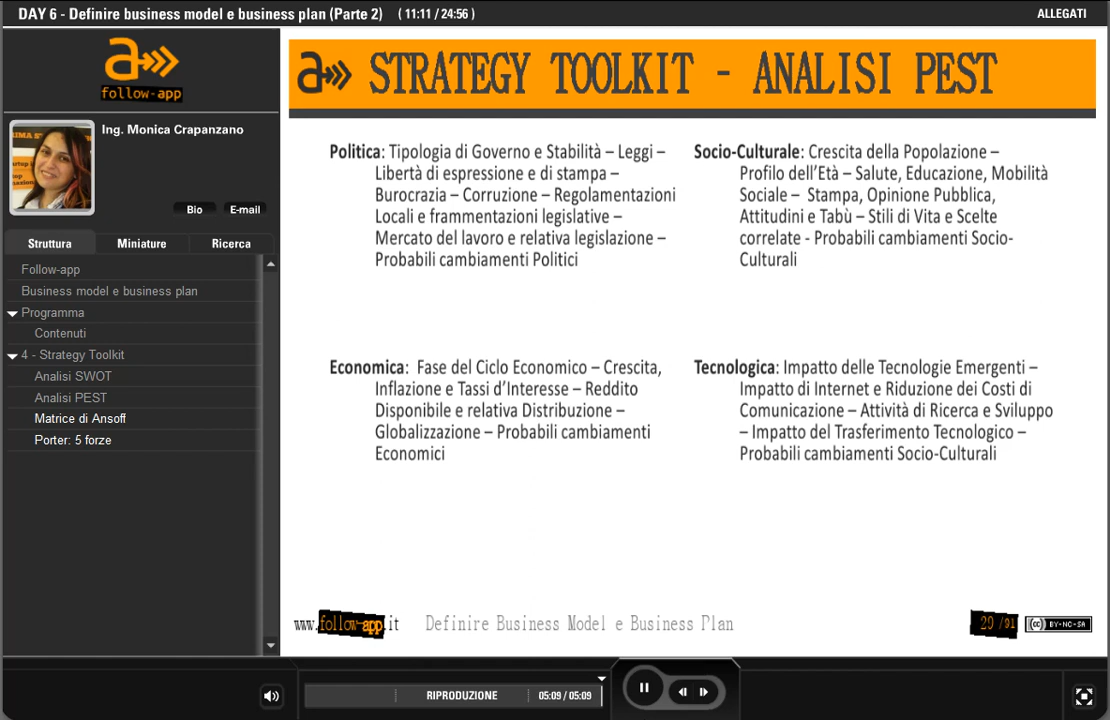 DAY 6 - Definire business model e business plan (Parte 2) ( 11:11 / 24:56 )
ALLEGATI
a
follow-app
Ing. Monica Crapanzano
Bio
E-mail
Struttura
Miniature
Ricerca
Follow-app
Business model e business plan
Programma
Contenuti
4 - Strategy Toolkit
Analisi SWOT
Analisi PEST
Matrice di Ansoff
Porter: 5 forze
a STRATEGY TOOLKIT - ANALISI PEST
Politica: Tipologia di Governo e Stabilità – Leggi –
Libertà di espressione e di stampa –
Burocrazia – Corruzione – Regolamentazioni
Locali e frammentazioni legislative –
Mercato del lavoro e relativa legislazione –
Probabili cambiamenti Politici
Socio-Culturale: Crescita della Popolazione –
Profilo dell'Età – Salute, Educazione, Mobilità
Sociale – Stampa, Opinione Pubblica,
Attitudini e Tabù – Stili di Vita e Scelte
correlate - Probabili cambiamenti Socio-
Culturali
Economica: Fase del Ciclo Economico – Crescita,
Inflazione e Tassi d'Interesse – Reddito
Disponibile e relativa Distribuzione –
Globalizzazione – Probabili cambiamenti
Economici
Tecnologica: Impatto delle Tecnologie Emergenti –
Impatto di Internet e Riduzione dei Costi di
Comunicazione – Attività di Ricerca e Sviluppo
– Impatto del Trasferimento Tecnologico –
Probabili cambiamenti Socio-Culturali
www.follow-app.it
Definire Business Model e Business Plan
20 /91
cc BY-NC-SA
RIPRODUZIONE
05:09 / 05:09